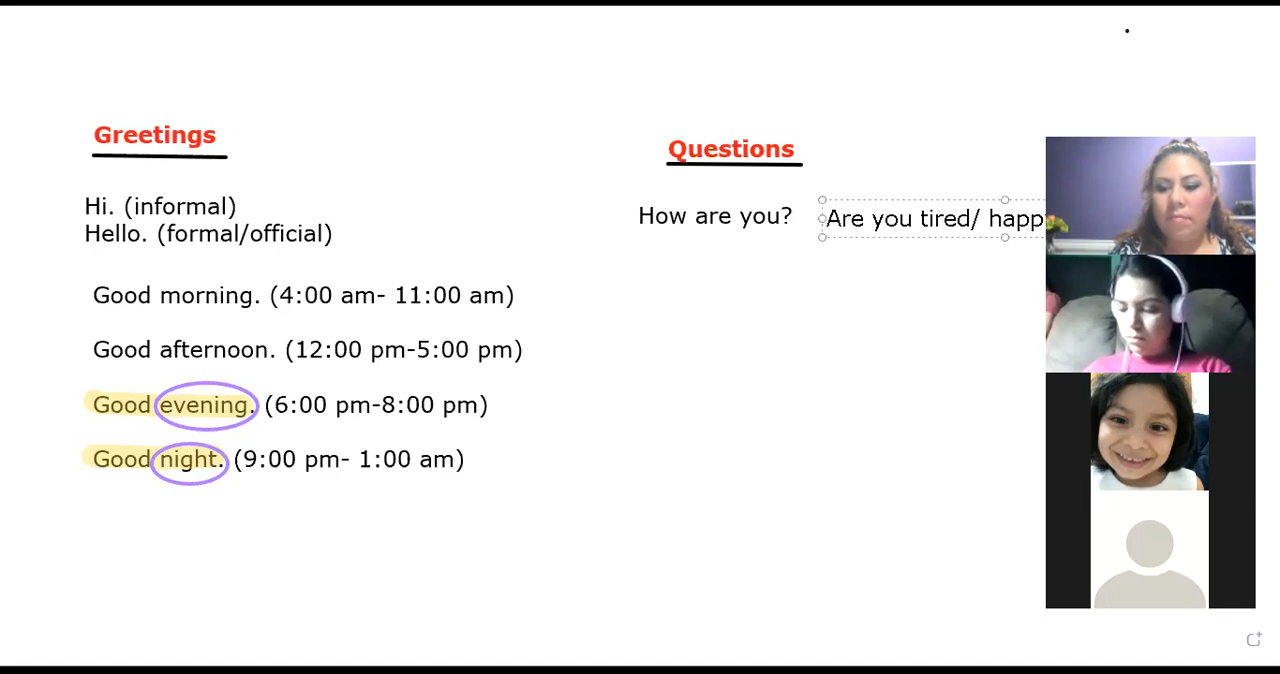 Greetings
Hi. (informal)
Hello. (formal/official)
Good morning. (4:00 am- 11:00 am)
Good afternoon. (12:00 pm-5:00 pm)
Good evening. (6:00 pm-8:00 pm)
Good night. (9:00 pm- 1:00 am)
Questions
How are you? Are you tired/ happ